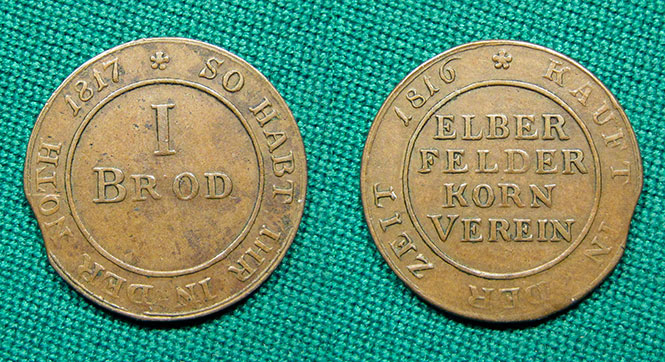 SO HABT IHR IN DER NOTH 1817
I
BROD
KAUFT IN DER ZEIT 1816
ELBER
FELDER
KORN
VEREIN